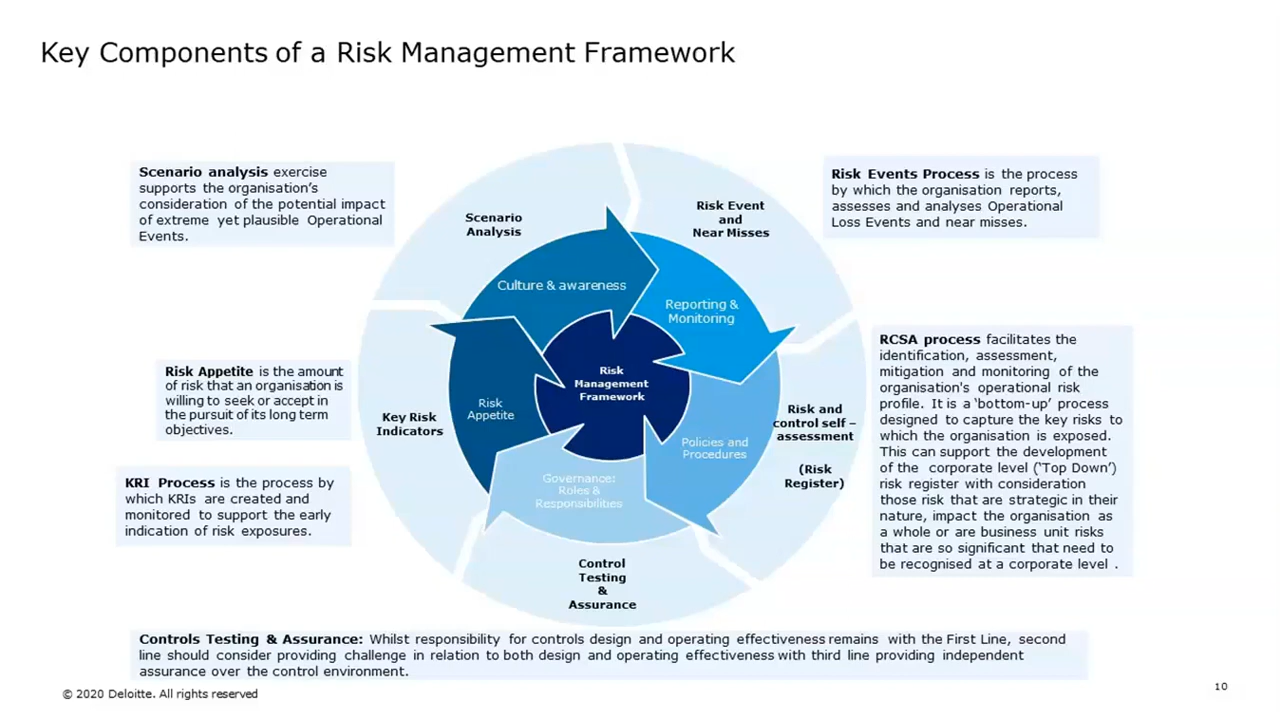 Key Components of a Risk Management Framework
Scenario analysis exercise
supports the organisation's
consideration of the potential impact
of extreme yet plausible Operational
Events.
Risk Appetite is the amount
of risk that an organisation is
willing to seek or accept in
the pursuit of its long term
objectives.
KRI Process is the process by
which KRIs are created and
monitored to support the early
indication of risk exposures.
Scenario
Analysis
Risk Event
and
Near Misses
Culture & awareness
Reporting &
Monitoring
Risk
Management
Framework
Risk
Appetite
Key Risk
Indicators
Policies and
Procedures
Risk and
control self –
assessment
(Risk
Register)
Governance:
Roles &
Responsibilities
Control
Testing
&
Assurance
Risk Events Process is the process
by which the organisation reports,
assesses and analyses Operational
Loss Events and near misses.
RCSA process facilitates the
identification, assessment,
mitigation and monitoring of the
organisation's operational risk
profile. It is a 'bottom-up' process
designed to capture the key risks to
which the organisation is exposed.
This can support the development
of the corporate level ('Top Down')
risk register with consideration
those risk that are strategic in their
nature, impact the organisation as
a whole or are business unit risks
that are so significant that need to
be recognised at a corporate level .
Controls Testing & Assurance: Whilst responsibility for controls design and operating effectiveness remains with the First Line, second
line should consider providing challenge in relation to both design and operating effectiveness with third line providing independent
assurance over the control environment.
© 2020 Deloitte. All rights reserved
10